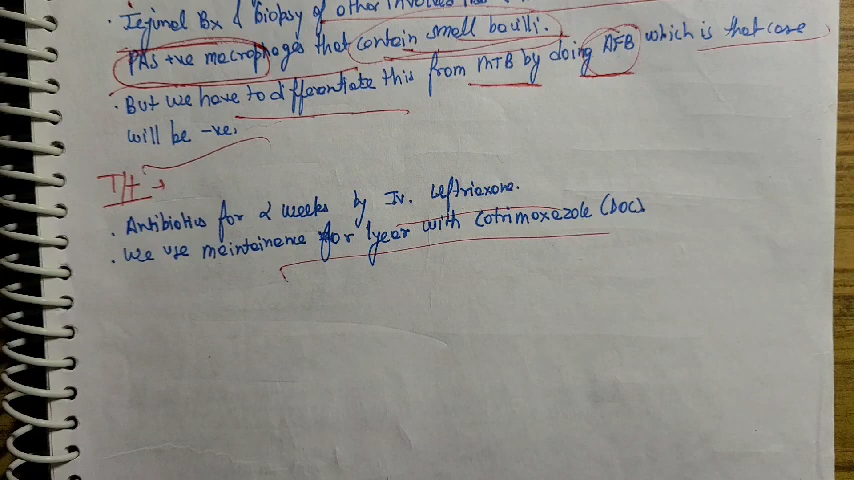 . Jejunal Bx & Biopsy of other involved
PAS +ve macrophages that contain small bacilli.
. But we have to differentiate this from MTB by doing AFB which is that case
will be -ve.
T/t →
. Antibiotics for 2 weeks by Iv. Ceftriaxone.
. We use maintainence for 1year with Cotrimoxazole (DOC)